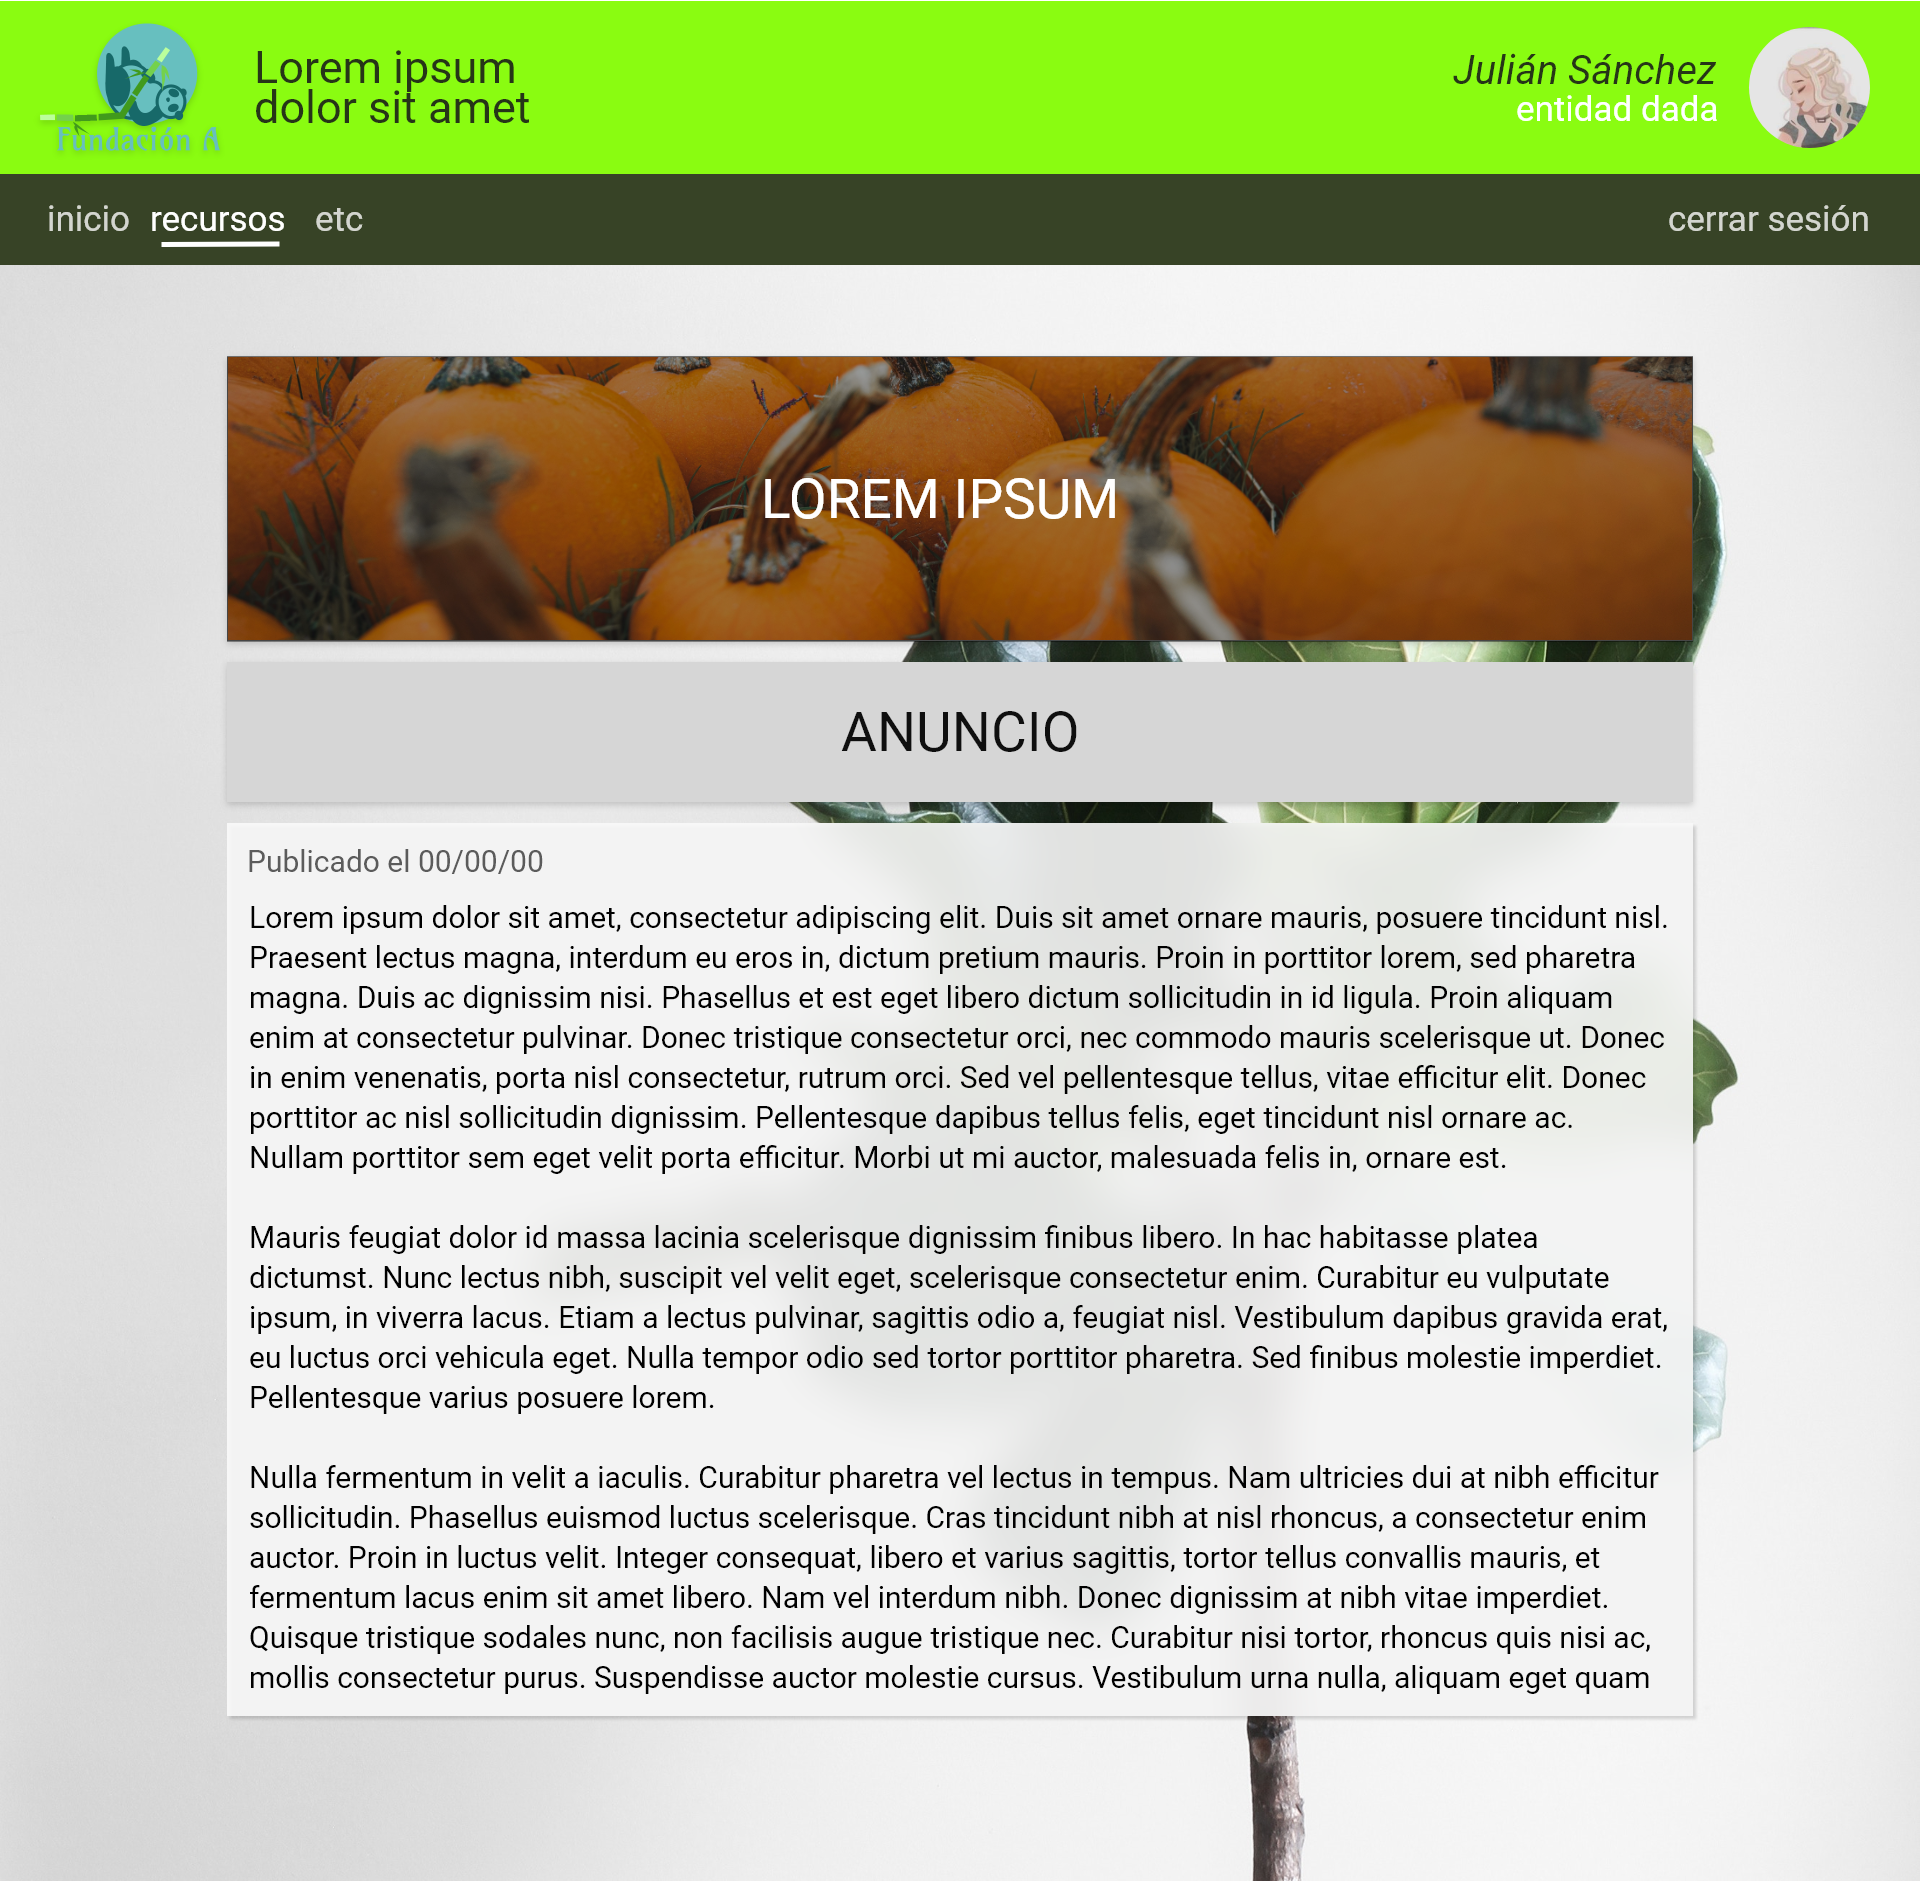 Fundación A
Lorem ipsum
dolor sit amet
Julián Sánchez
entidad dada
inicio recursos etc
cerrar sesión
LOREM IPSUM
ANUNCIO
Publicado el 00/00/00
Lorem ipsum dolor sit amet, consectetur adipiscing elit. Duis sit amet ornare mauris, posuere tincidunt nisl.
Praesent lectus magna, interdum eu eros in, dictum pretium mauris. Proin in porttitor lorem, sed pharetra
magna. Duis ac dignissim nisi. Phasellus et est eget libero dictum sollicitudin in id ligula. Proin aliquam
enim at consectetur pulvinar. Donec tristique consectetur orci, nec commodo mauris scelerisque ut. Donec
in enim venenatis, porta nisl consectetur, rutrum orci. Sed vel pellentesque tellus, vitae efficitur elit. Donec
porttitor ac nisl sollicitudin dignissim. Pellentesque dapibus tellus felis, eget tincidunt nisl ornare ac.
Nullam porttitor sem eget velit porta efficitur. Morbi ut mi auctor, malesuada felis in, ornare est.
Mauris feugiat dolor id massa lacinia scelerisque dignissim finibus libero. In hac habitasse platea
dictumst. Nunc lectus nibh, suscipit vel velit eget, scelerisque consectetur enim. Curabitur eu vulputate
ipsum, in viverra lacus. Etiam a lectus pulvinar, sagittis odio a, feugiat nisl. Vestibulum dapibus gravida erat,
eu luctus orci vehicula eget. Nulla tempor odio sed tortor porttitor pharetra. Sed finibus molestie imperdiet.
Pellentesque varius posuere lorem.
Nulla fermentum in velit a iaculis. Curabitur pharetra vel lectus in tempus. Nam ultricies dui at nibh efficitur
sollicitudin. Phasellus euismod luctus scelerisque. Cras tincidunt nibh at nisl rhoncus, a consectetur enim
auctor. Proin in luctus velit. Integer consequat, libero et varius sagittis, tortor tellus convallis mauris, et
fermentum lacus enim sit amet libero. Nam vel interdum nibh. Donec dignissim at nibh vitae imperdiet.
Quisque tristique sodales nunc, non facilisis augue tristique nec. Curabitur nisi tortor, rhoncus quis nisi ac,
mollis consectetur purus. Suspendisse auctor molestie cursus. Vestibulum urna nulla, aliquam eget quam